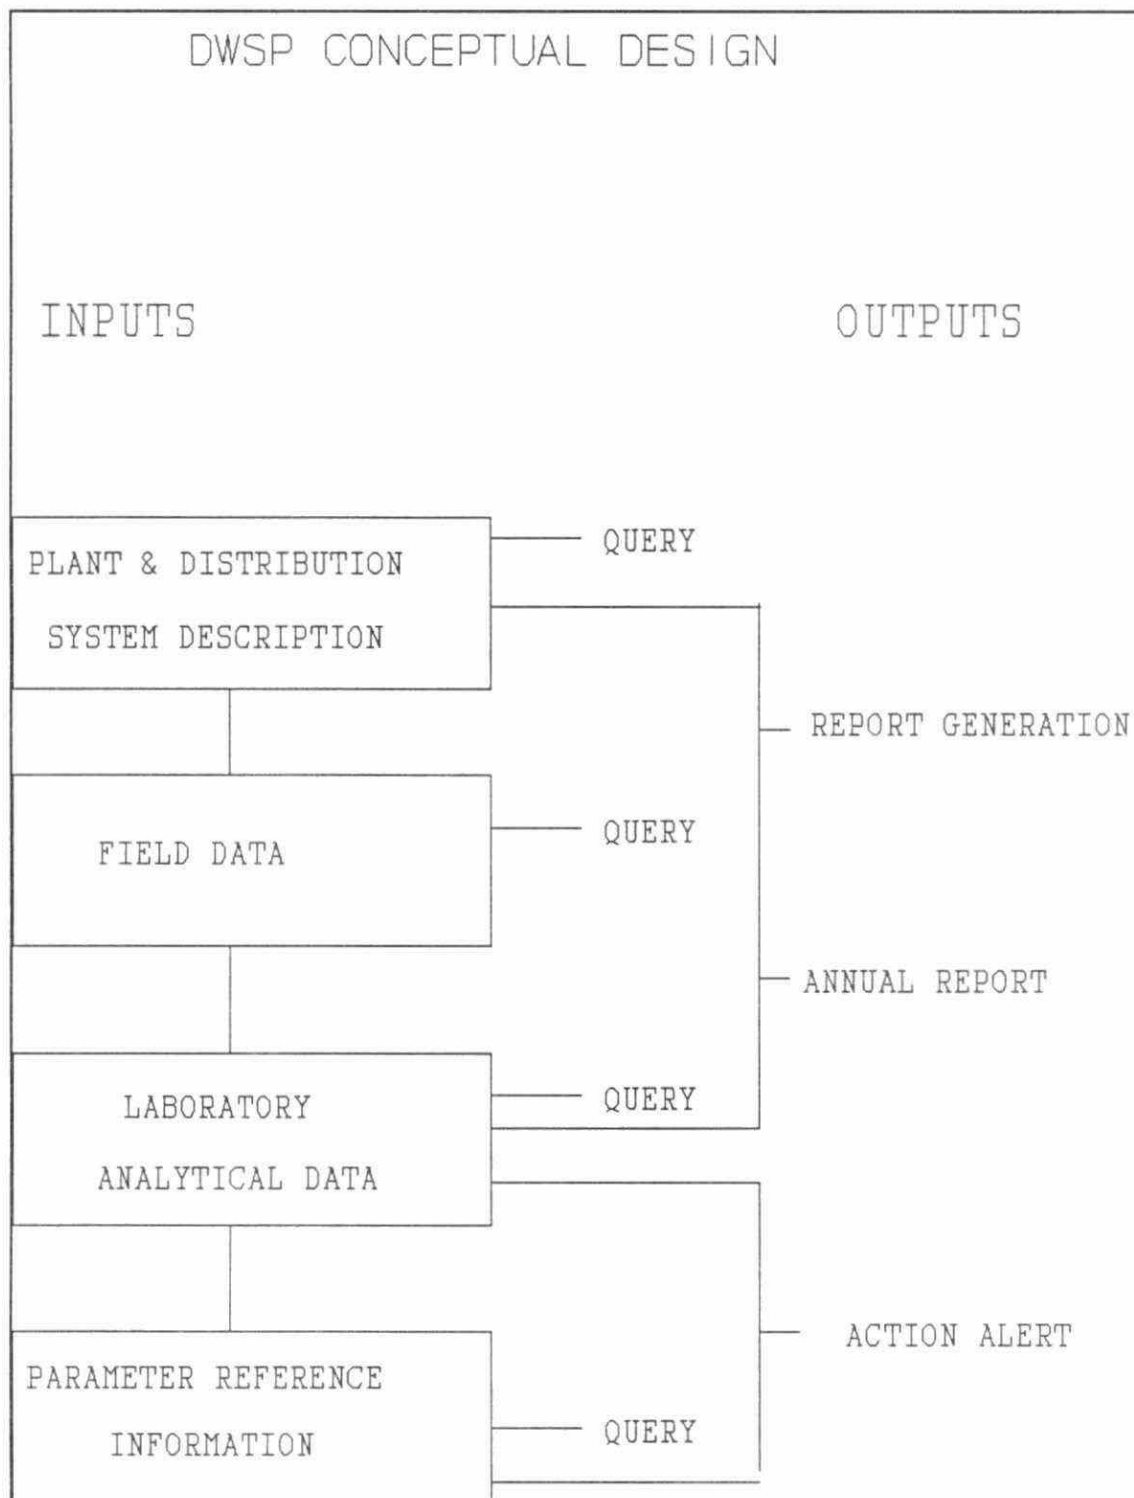 DWSP CONCEPTUAL DESIGN
INPUTS
OUTPUTS
QUERY
PLANT & DISTRIBUTION
SYSTEM DESCRIPTION
REPORT GENERATION
QUERY
FIELD DATA
ANNUAL REPORT
QUERY
LABORATORY
ANALYTICAL DATA
ACTION ALERT
PARAMETER REFERENCE
QUERY
INFORMATION